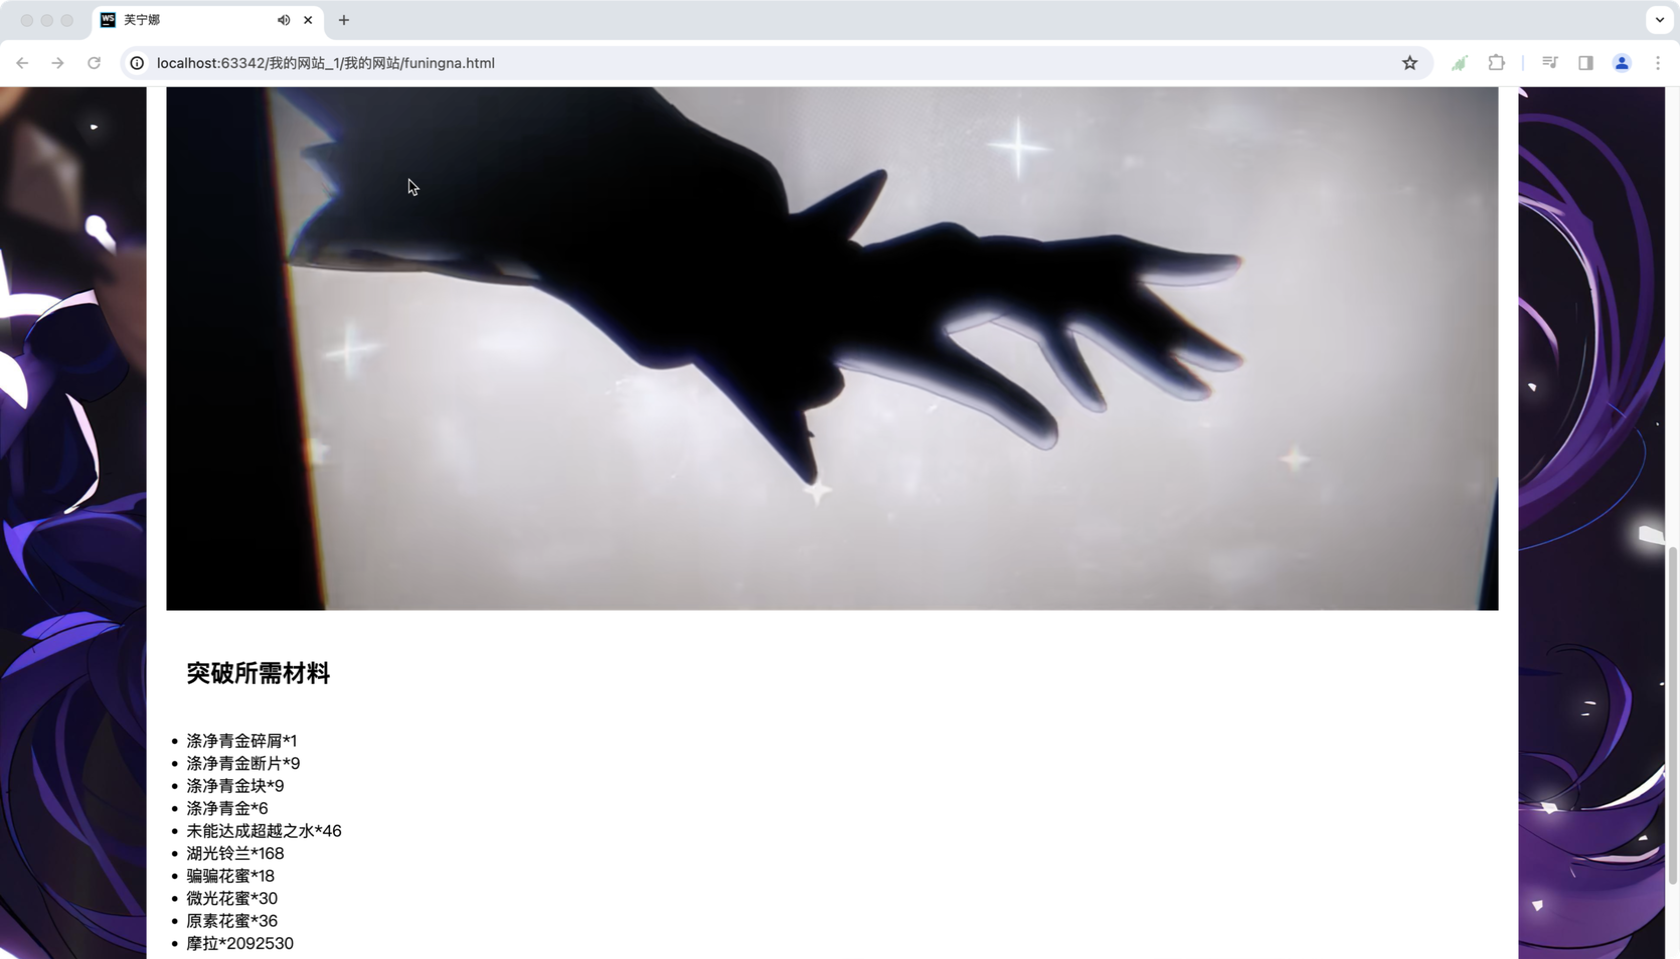 芙宁娜
localhost:63342/我的网站_1/我的网站/funingna.html
突破所需材料
涤净青金碎屑*1
涤净青金断片*9
涤净青金块*9
涤净青金*6
未能达成超越之水*46
湖光铃兰*168
骗骗花蜜*18
微光花蜜*30
原素花蜜*36
摩拉*2092530